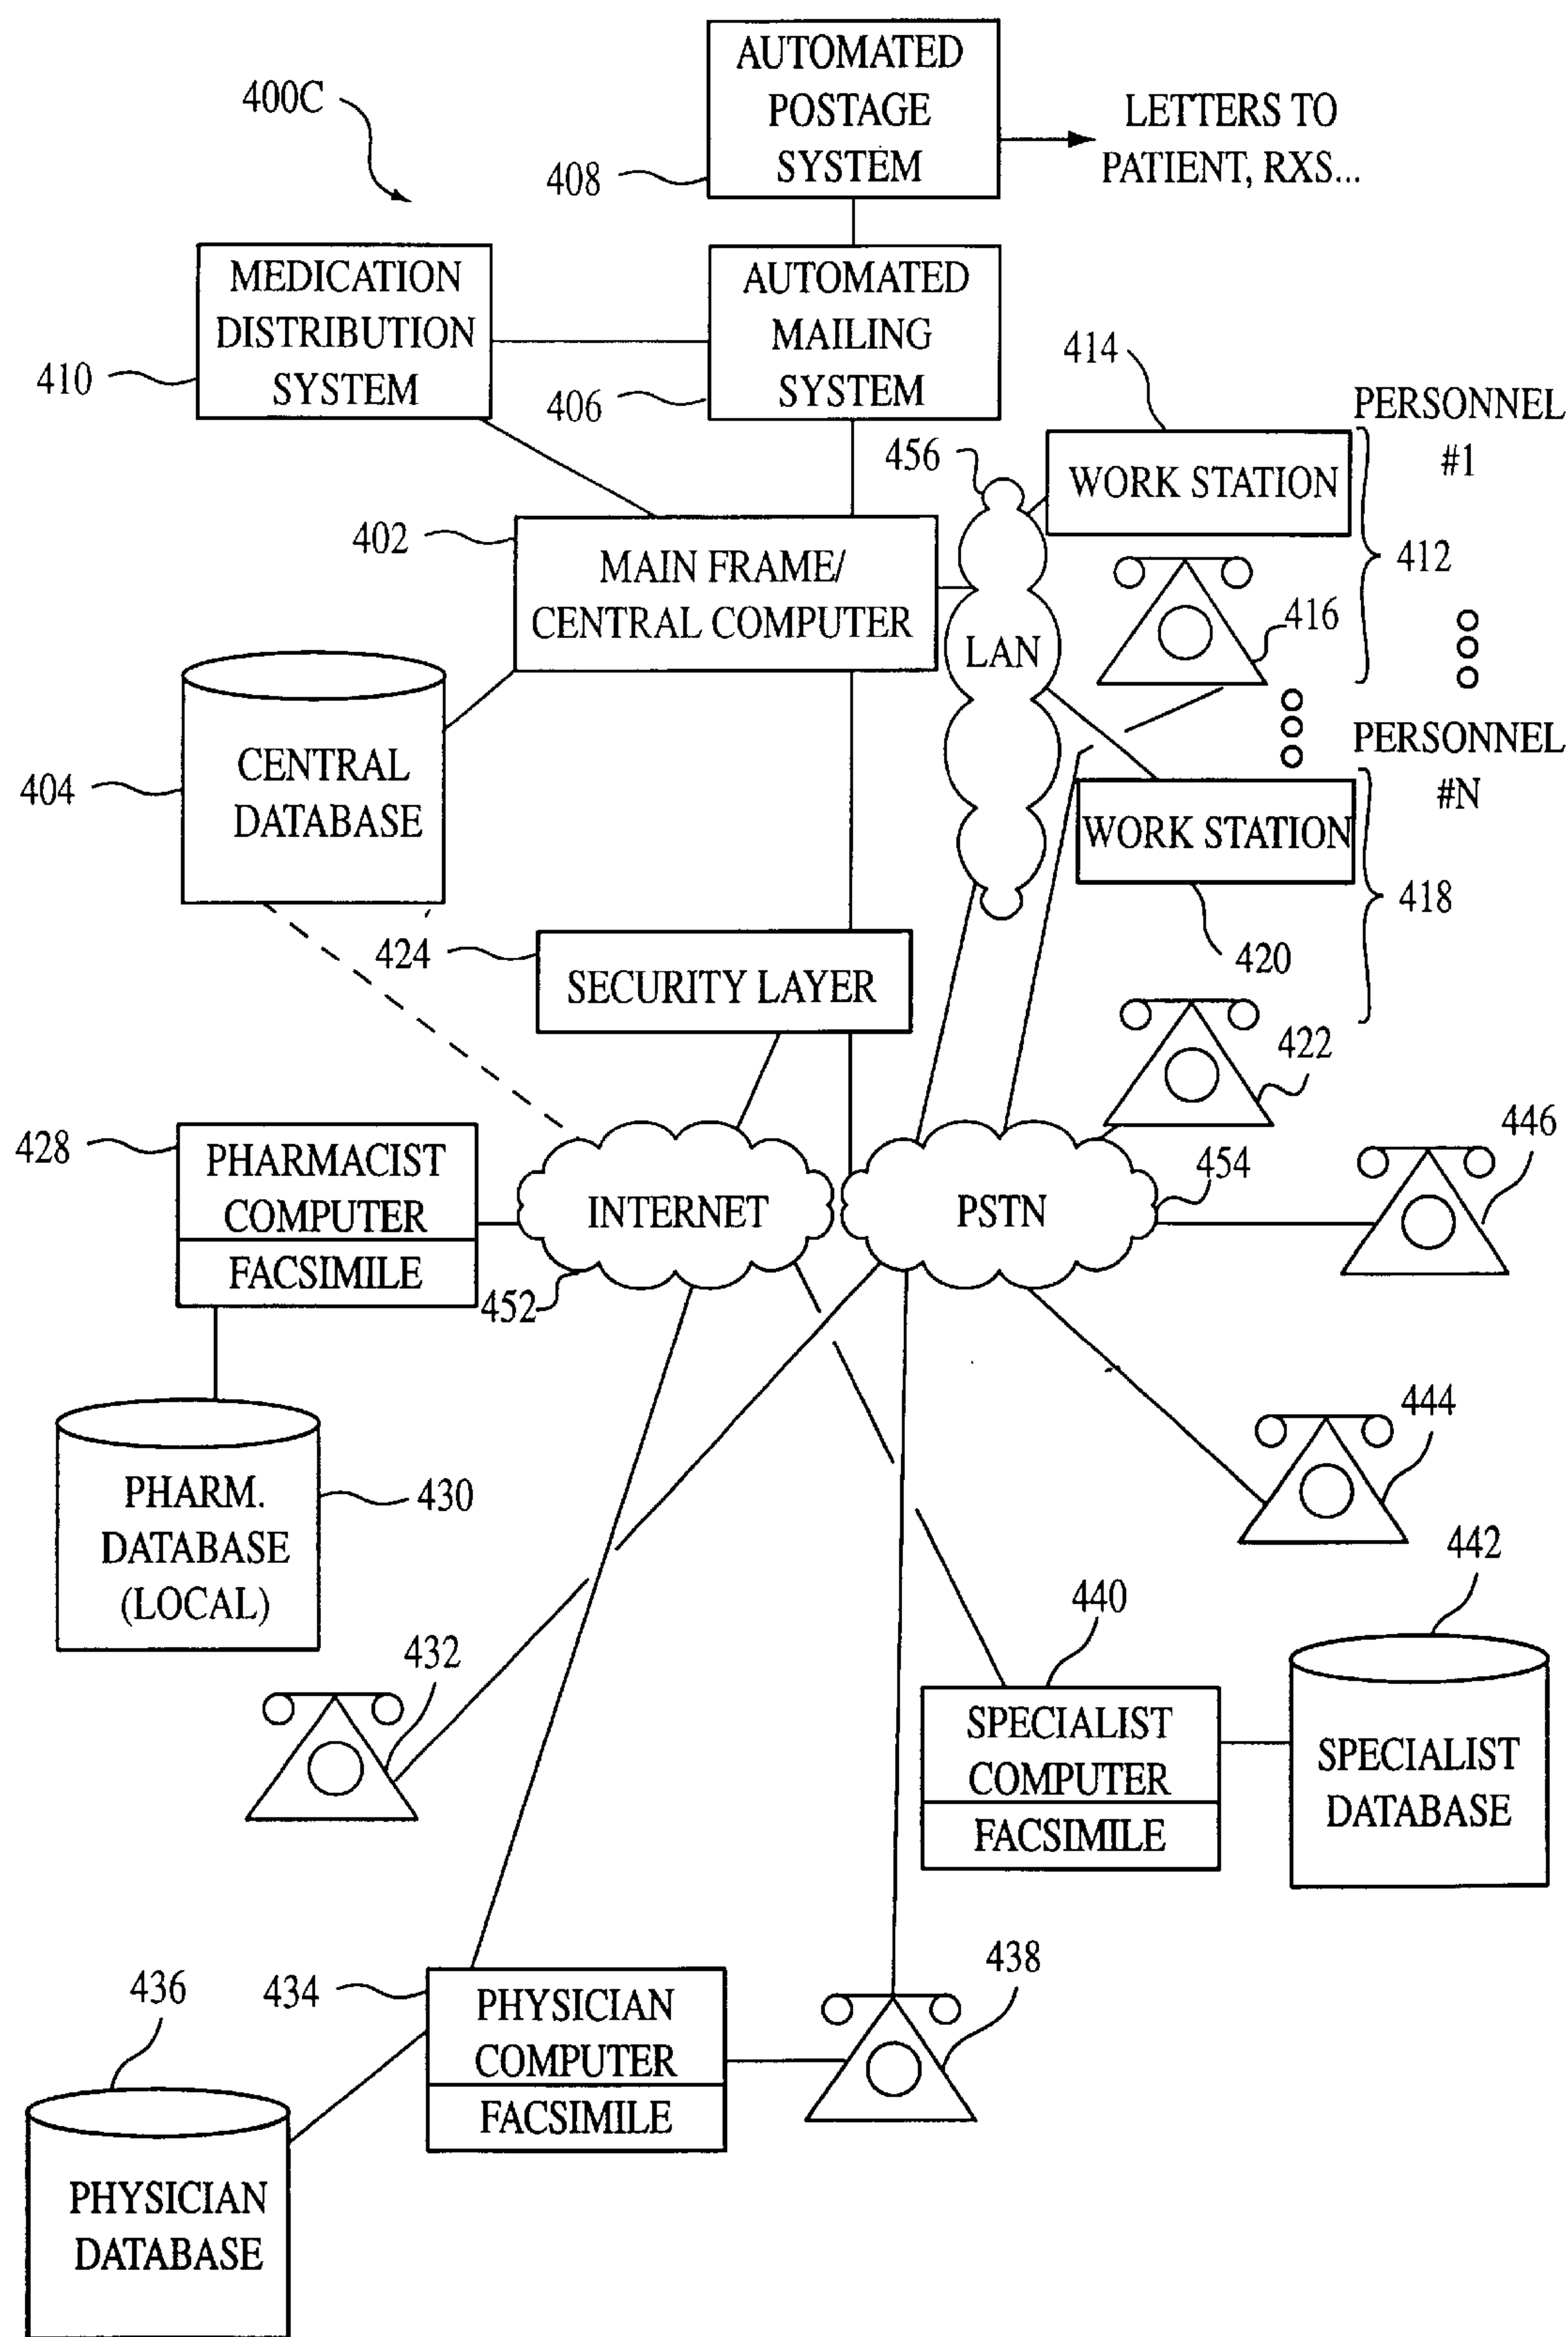 AUTOMATED
POSTAGE
SYSTEM
400C
LETTERS TO
PATIENT, RXS...
408
MEDICATION
DISTRIBUTION
SYSTEM
410
AUTOMATED
MAILING
SYSTEM
406
414
PERSONNEL
#1
456
WORK STATION
402
MAIN FRAME/
CENTRAL COMPUTER
412
416
LAN
PERSONNEL
#N
CENTRAL
DATABASE
404
WORK STATION
418
424
SECURITY LAYER
420
422
428
PHARMACIST
COMPUTER
FACSIMILE
INTERNET
452
PSTN
454
446
PHARM.
DATABASE
(LOCAL)
430
444
442
440
432
SPECIALIST
COMPUTER
FACSIMILE
SPECIALIST
DATABASE
436
434
PHYSICIAN
COMPUTER
FACSIMILE
438
PHYSICIAN
DATABASE